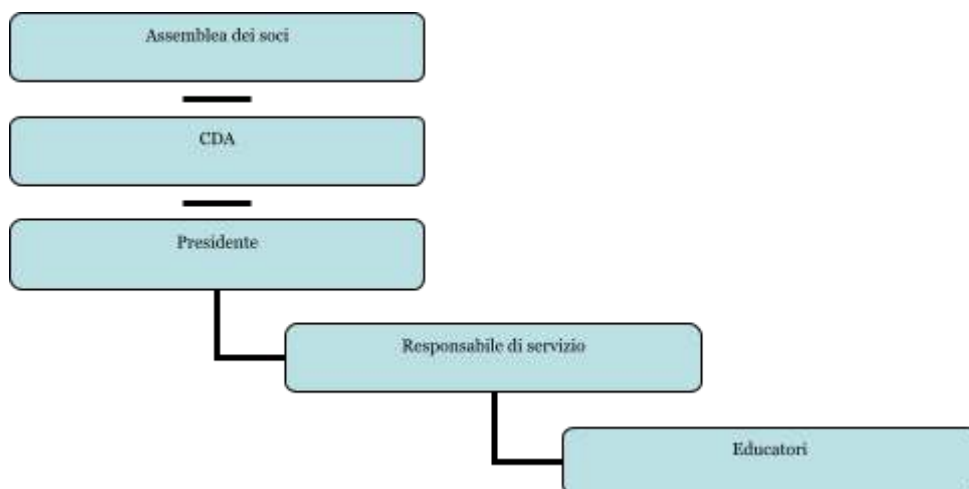 Assemblea dei soci
CDA
Presidente
Responsabile di servizio
Educatori